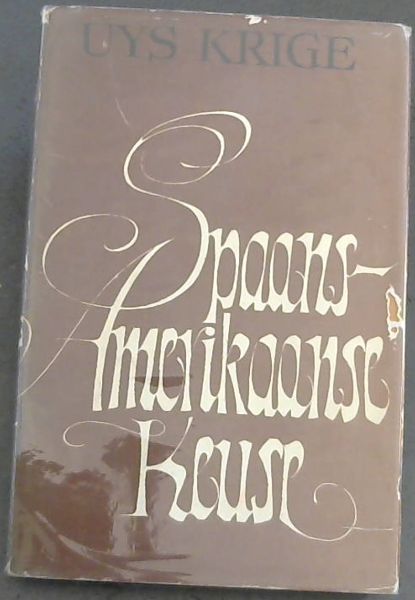 UYS KRIGE
Spaans-
Amerikaanse
Keuse